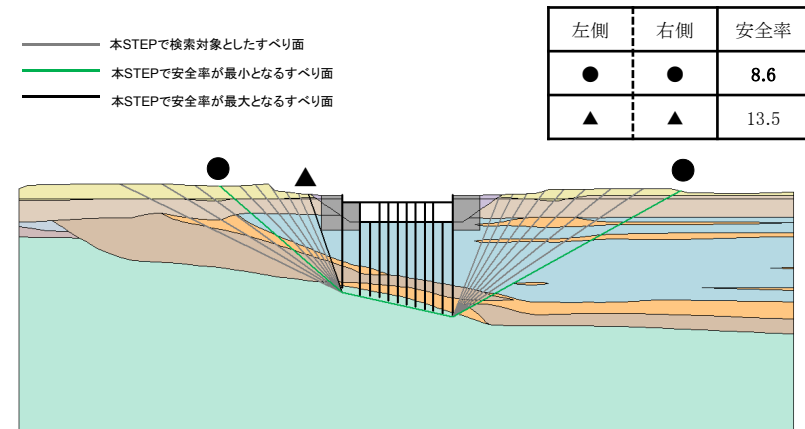 本STEPで検索対象としたすべり面
本STEPで安全率が最小となるすべり面
本STEPで安全率が最大となるすべり面
左側 右側 安全率
● ● 8.6
▲ ▲ 13.5